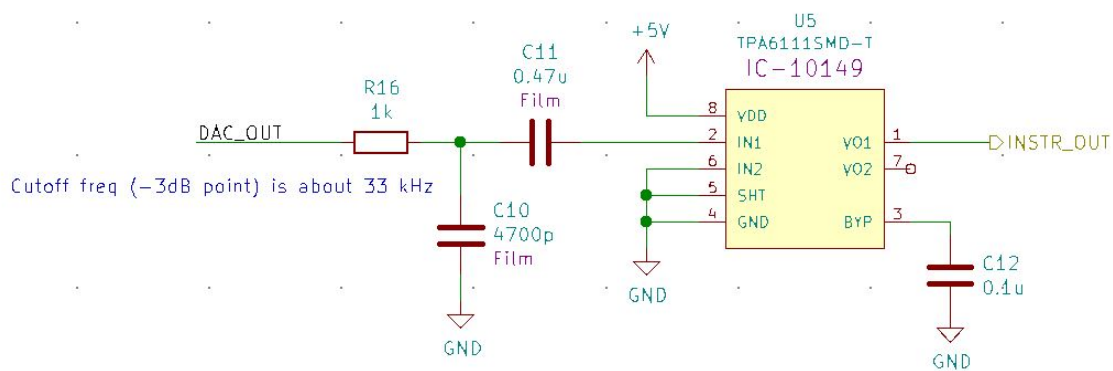 U5
TPA6111SMD-T
IC-10149
+5V
C11
0.47u
Film
R16
1k
DAC_OUT
Cutoff freq (-3dB point) is about 33 kHz
C10
4700p
Film
GND
8 VDD
2 IN1
6 IN2
5 SHT
4 GND
VO1 1
VO2 7
BYP 3
INSTR_OUT
GND
C12
0.1u
GND